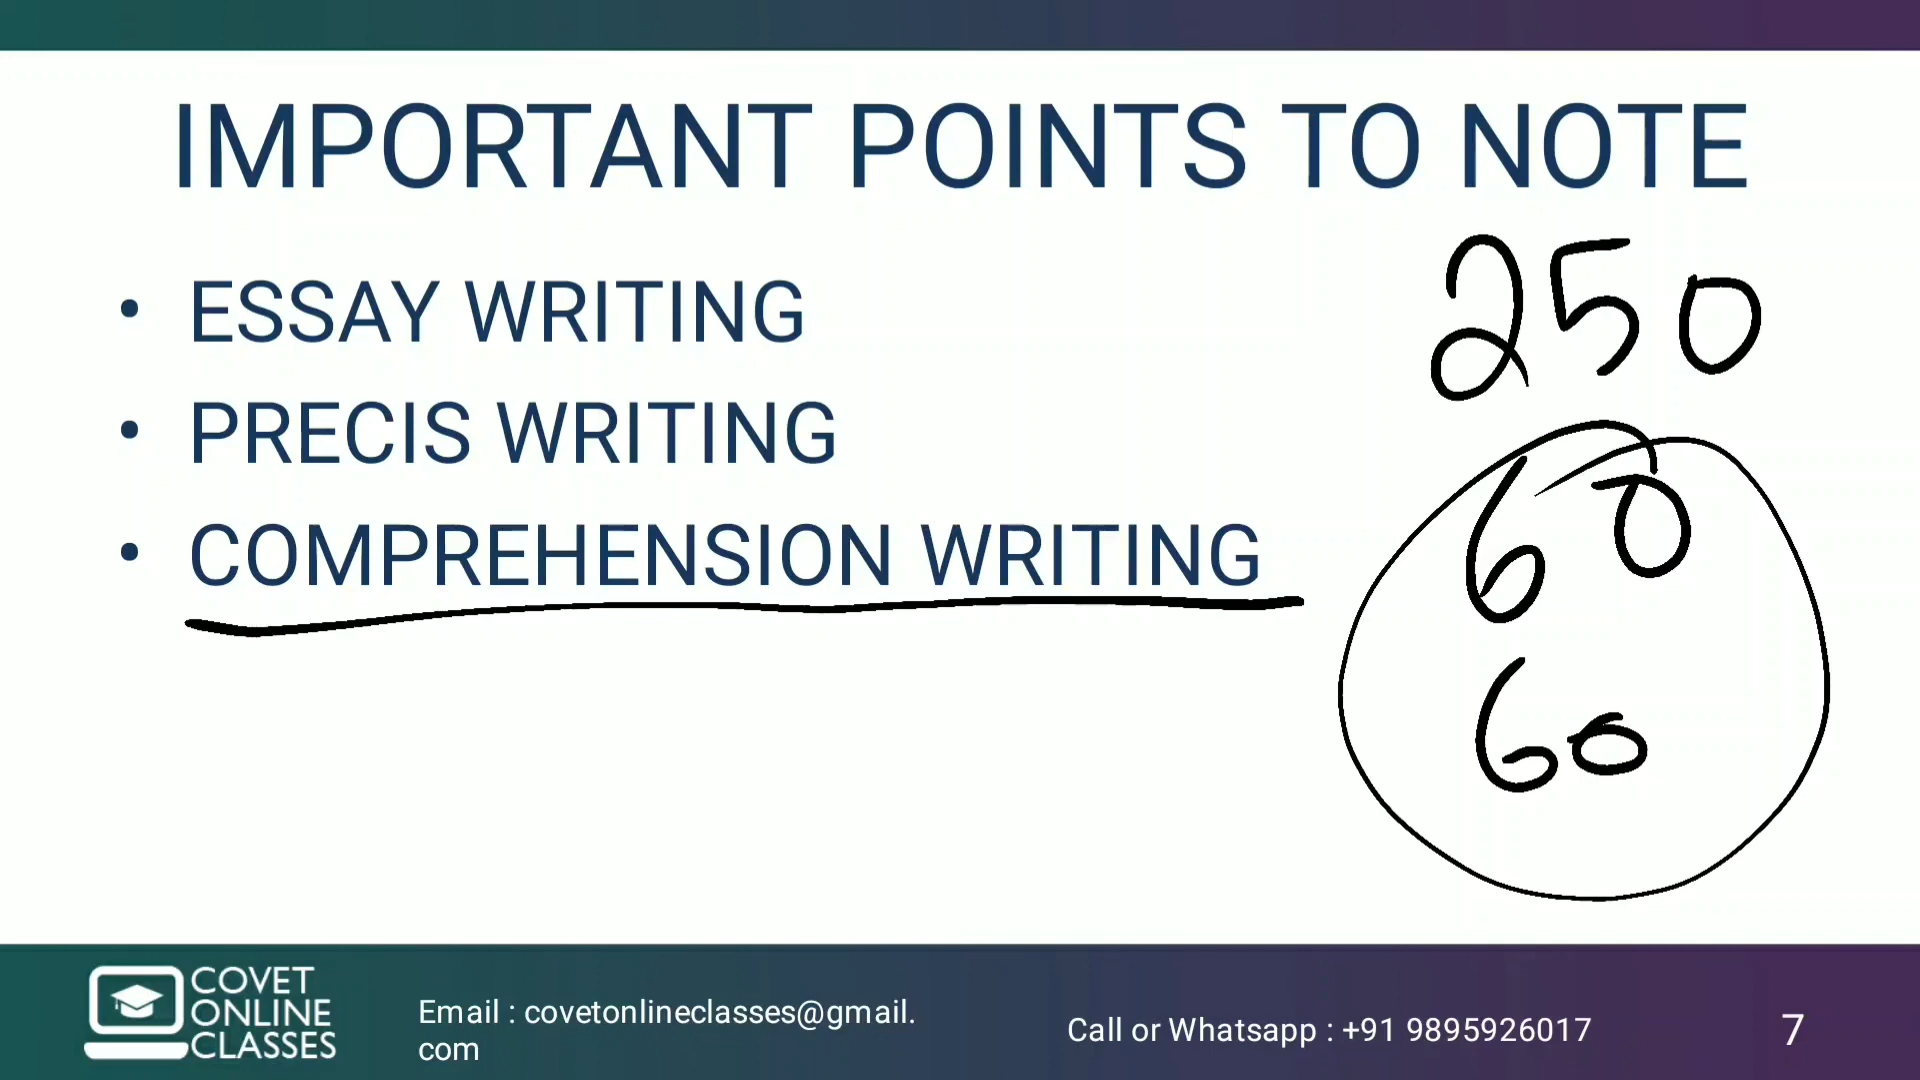 IMPORTANT POINTS TO NOTE
• ESSAY WRITING
250
• PRECIS WRITING
60
• COMPREHENSION WRITING
60
COVET
ONLINE
CLASSES
Email : covetonlineclasses@gmail.
com
Call or Whatsapp : +91 9895926017
7